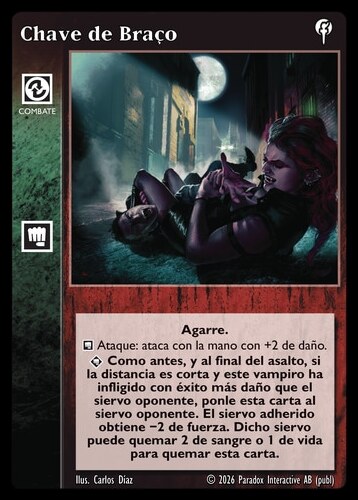 Chave de Braço
COMBATE
Agarre.
Ataque: ataca con la mano con +2 de daño.
Como antes, y al final del asalto, si
la distancia es corta y este vampiro ha
infligido con éxito más daño que el
siervo oponente, ponle esta carta al
siervo oponente. El siervo adherido
obtiene −2 de fuerza. Dicho siervo
puede quemar 2 de sangre o 1 de vida
para quemar esta carta.
Ilus. Carlos Díaz © 2026 Paradox Interactive AB (publ)